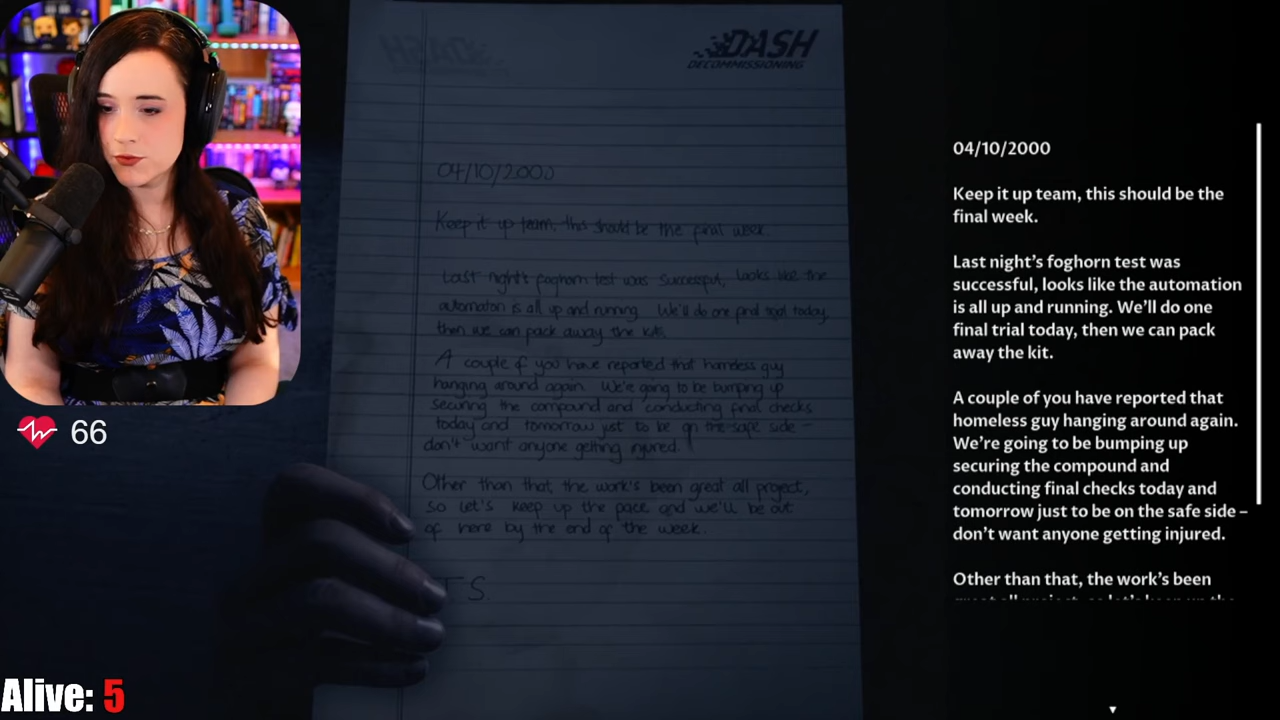 DASH
DECOMMISSIONING
04/10/2000
Keep it up team, this should be the final week.
Last night's foghorn test was successful, looks like the
automation is all up and running. We'll do one final trial today,
then we can pack away the kit.
A couple of you have reported that homeless guy
hanging around again. We're going to be bumping up
securing the compound and conducting final checks
today and tomorrow just to be on the safe side –
don't want anyone getting injured.
Other than that, the work's been great all project,
so let's keep up the pace and we'll be out
of here by the end of the week.
T.S.
04/10/2000
Keep it up team, this should be the
final week.
Last night's foghorn test was
successful, looks like the automation
is all up and running. We'll do one
final trial today, then we can pack
away the kit.
A couple of you have reported that
homeless guy hanging around again.
We're going to be bumping up
securing the compound and
conducting final checks today and
tomorrow just to be on the safe side –
don't want anyone getting injured.
Other than that, the work's been
66
Alive: 5